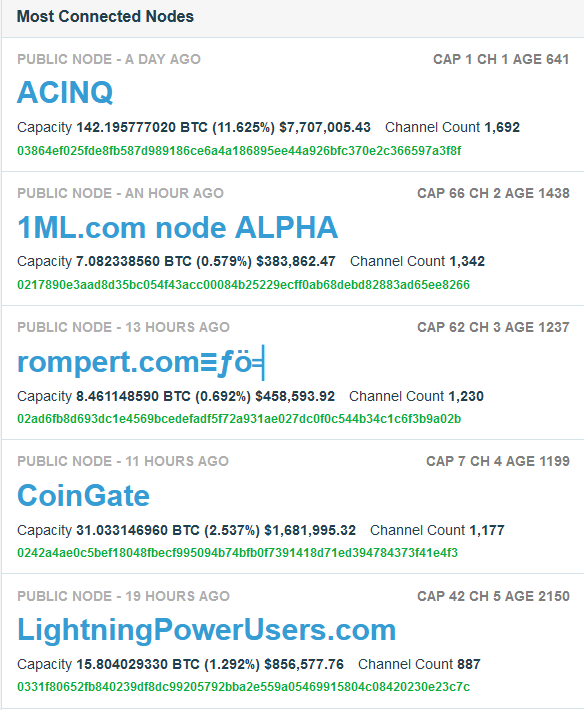 Most Connected Nodes
PUBLIC NODE - A DAY AGO CAP 1 CH 1 AGE 641
ACINQ
Capacity 142.195777020 BTC (11.625%) $7,707,005.43 Channel Count 1,692
03864ef025fde8fb587d989186ce6a4a186895ee44a926bfc370e2c366597a3f8f
PUBLIC NODE - AN HOUR AGO CAP 66 CH 2 AGE 1438
1ML.com node ALPHA
Capacity 7.082338560 BTC (0.579%) $383,862.47 Channel Count 1,342
0217890e3aad8d35bc054f43acc00084b25229ecff0ab68debd82883ad65ee8266
PUBLIC NODE - 13 HOURS AGO CAP 62 CH 3 AGE 1237
rompert.com≡ƒö╡
Capacity 8.461148590 BTC (0.692%) $458,593.92 Channel Count 1,230
02ad6fb8d693dc1e4569bcedefadf5f72a931ae027dc0f0c544b34c1c6f3b9a02b
PUBLIC NODE - 11 HOURS AGO CAP 7 CH 4 AGE 1199
CoinGate
Capacity 31.033146960 BTC (2.537%) $1,681,995.32 Channel Count 1,177
0242a4ae0c5bef18048fbecf995094b74bfb0f7391418d71ed394784373f41e4f3
PUBLIC NODE - 19 HOURS AGO CAP 42 CH 5 AGE 2150
LightningPowerUsers.com
Capacity 15.804029330 BTC (1.292%) $856,577.76 Channel Count 887
0331f80652fb840239df8dc99205792bba2e559a05469915804c08420230e23c7c